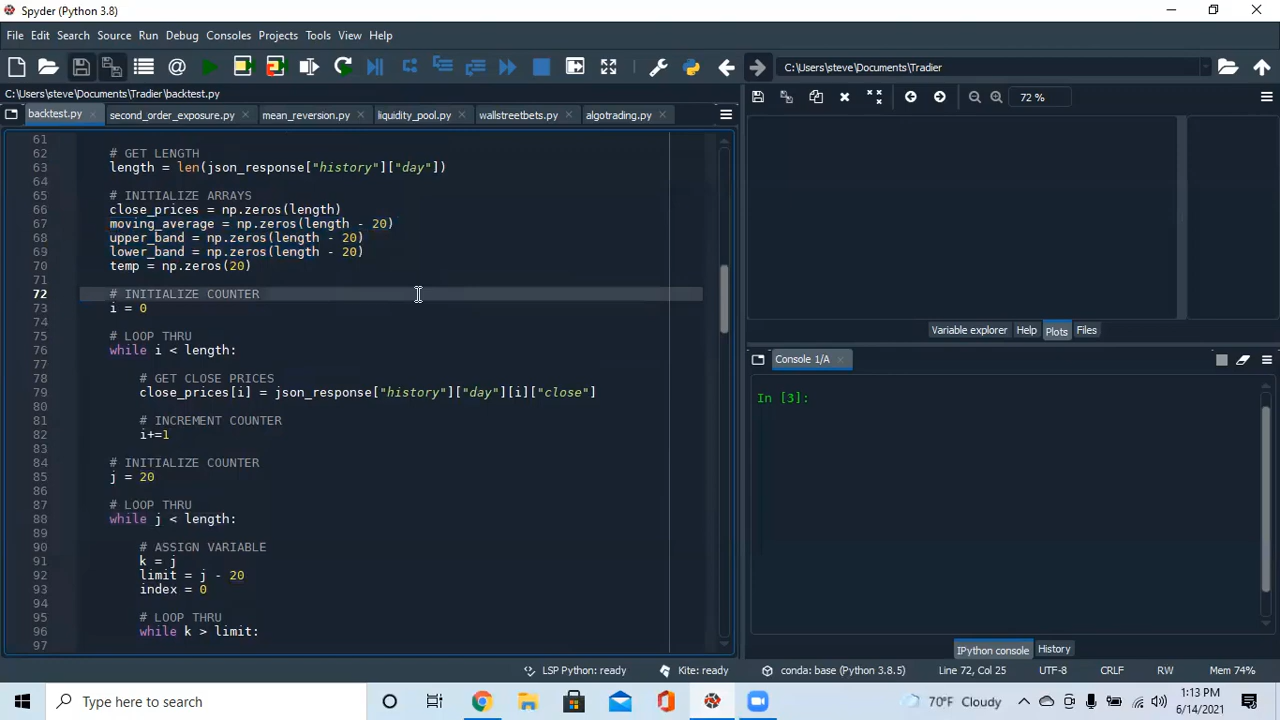 Spyder (Python 3.8)
File Edit Search Source Run Debug Consoles Projects Tools View Help
C:\Users\steve\Documents\Tradier
C:\Users\steve\Documents\Tradier\backtest.py
backtest.py second_order_exposure.py mean_reversion.py liquidity_pool.py wallstreetbets.py algotrading.py
72 %
61
62 # GET LENGTH
63 length = len(json_response["history"]["day"])
64
65 # INITIALIZE ARRAYS
66 close_prices = np.zeros(length)
67 moving_average = np.zeros(length - 20)
68 upper_band = np.zeros(length - 20)
69 lower_band = np.zeros(length - 20)
70 temp = np.zeros(20)
71
72 # INITIALIZE COUNTER
73 i = 0
74
75 # LOOP THRU
76 while i < length:
77
78 # GET CLOSE PRICES
79 close_prices[i] = json_response["history"]["day"][i]["close"]
80
81 # INCREMENT COUNTER
82 i+=1
83
84 # INITIALIZE COUNTER
85 j = 20
86
87 # LOOP THRU
88 while j < length:
89
90 # ASSIGN VARIABLE
91 k = j
92 limit = j - 20
93 index = 0
94
95 # LOOP THRU
96 while k > limit:
97
Variable explorer Help Plots Files
Console 1/A
In [3]:
IPython console History
LSP Python: ready Kite: ready conda: base (Python 3.8.5) Line 72, Col 25 UTF-8 CRLF RW Mem 74%
Type here to search
70°F Cloudy
1:13 PM
6/14/2021